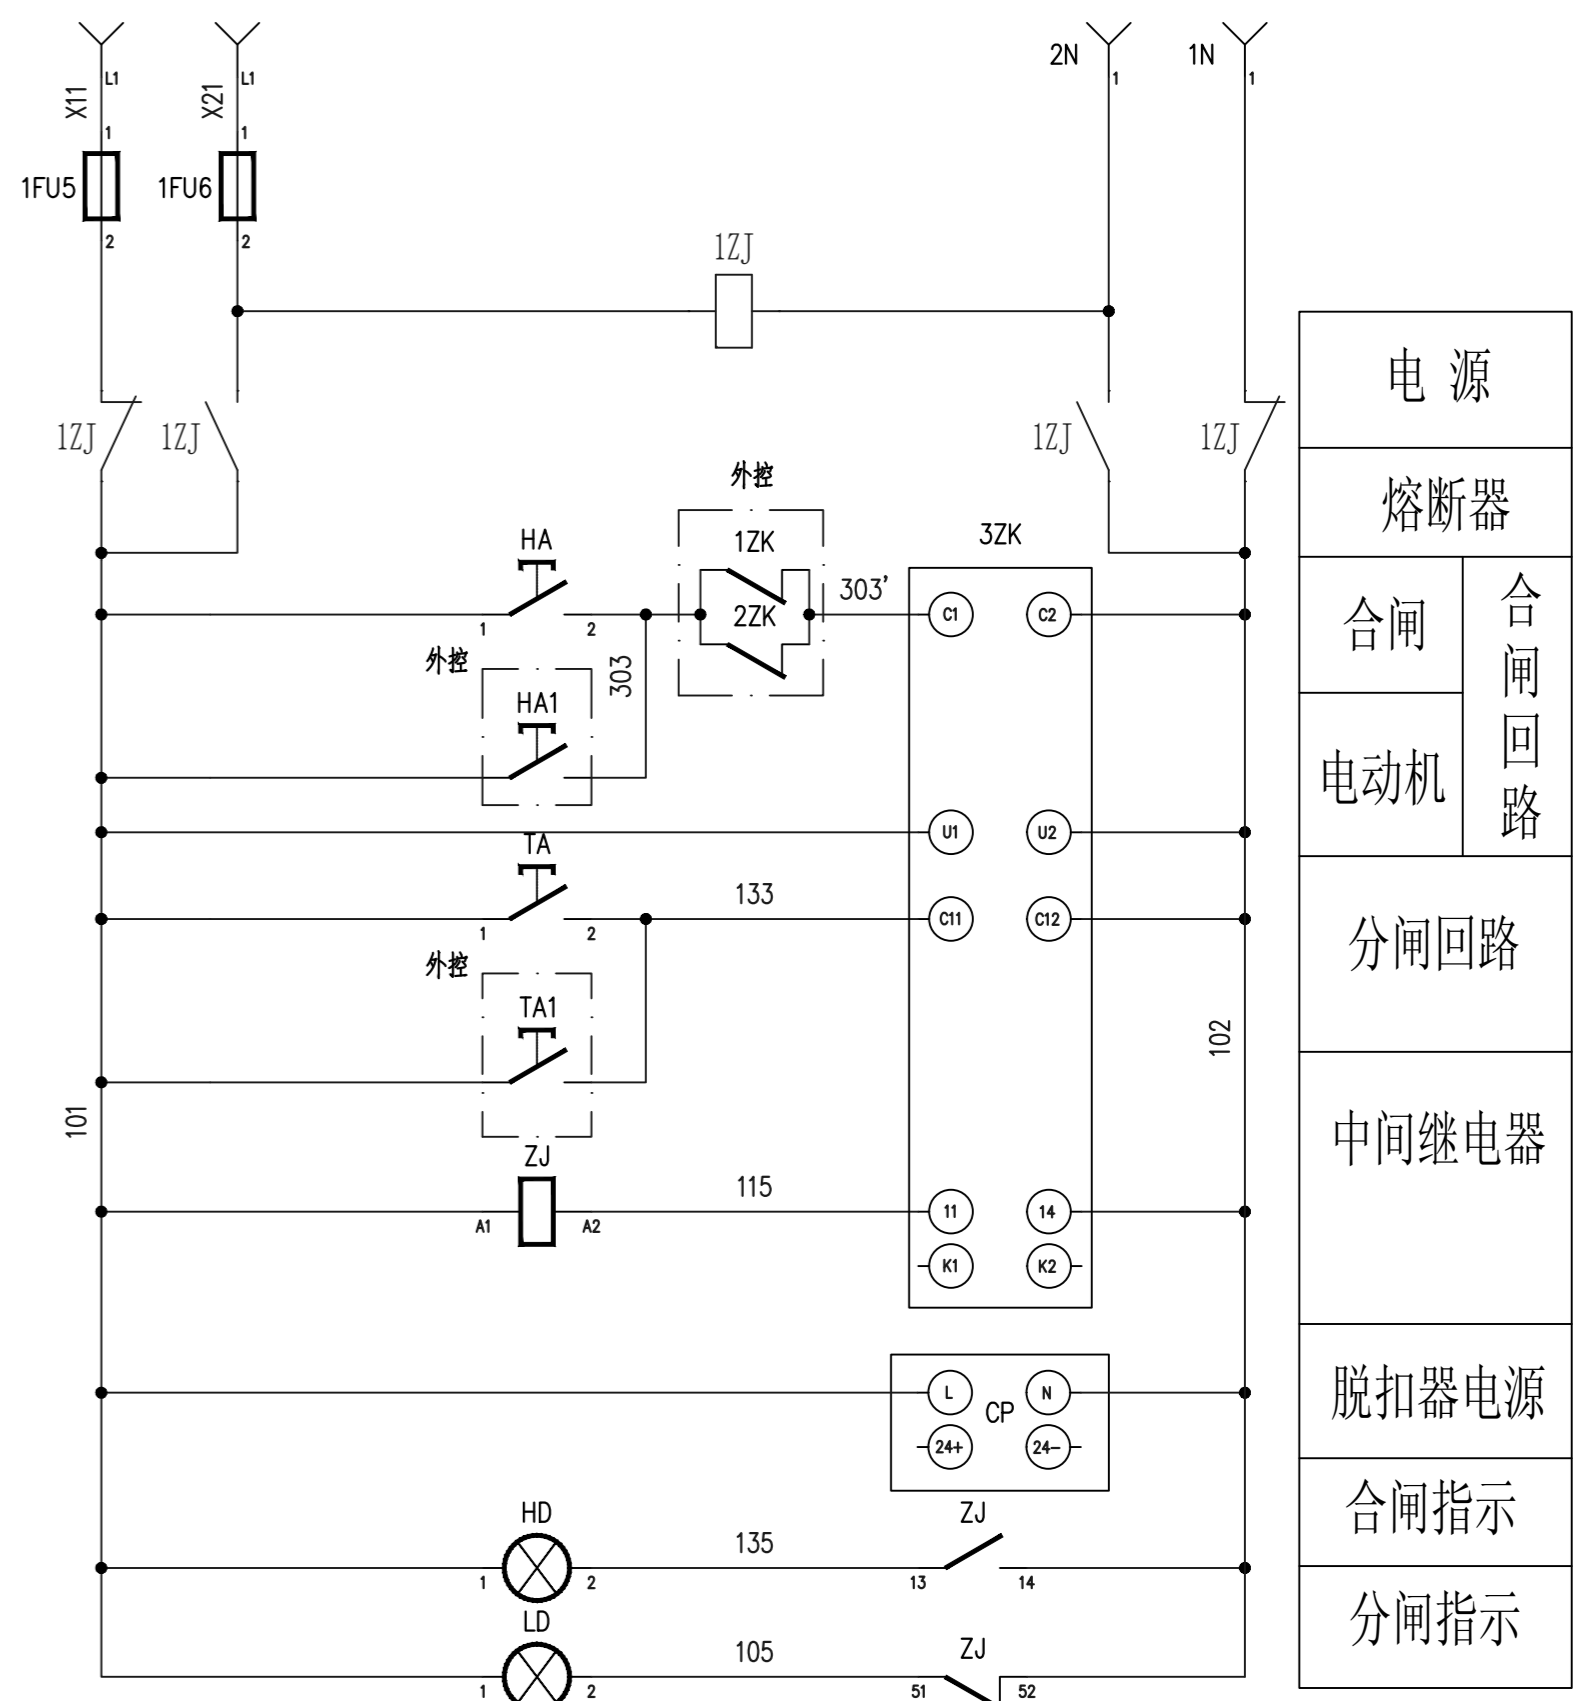 2N
1N
L1
L1
1
1
X11
X21
1
1
1FU5
1FU6
2
2
1ZJ
电 源
1ZJ
1ZJ
1ZJ
1ZJ
外控
熔断器
HA
1ZK
3ZK
303'
2ZK
C1
C2
1
2
合闸
合闸回路
外控
303
HA1
电动机
U1
U2
TA
133
C11
C12
1
2
分闸回路
外控
TA1
102
101
中间继电器
ZJ
115
A1
A2
11
14
K1
K2
L
N
CP
脱扣器电源
24+
24-
HD
ZJ
合闸指示
135
1
2
13
14
LD
ZJ
分闸指示
105
1
2
51
52